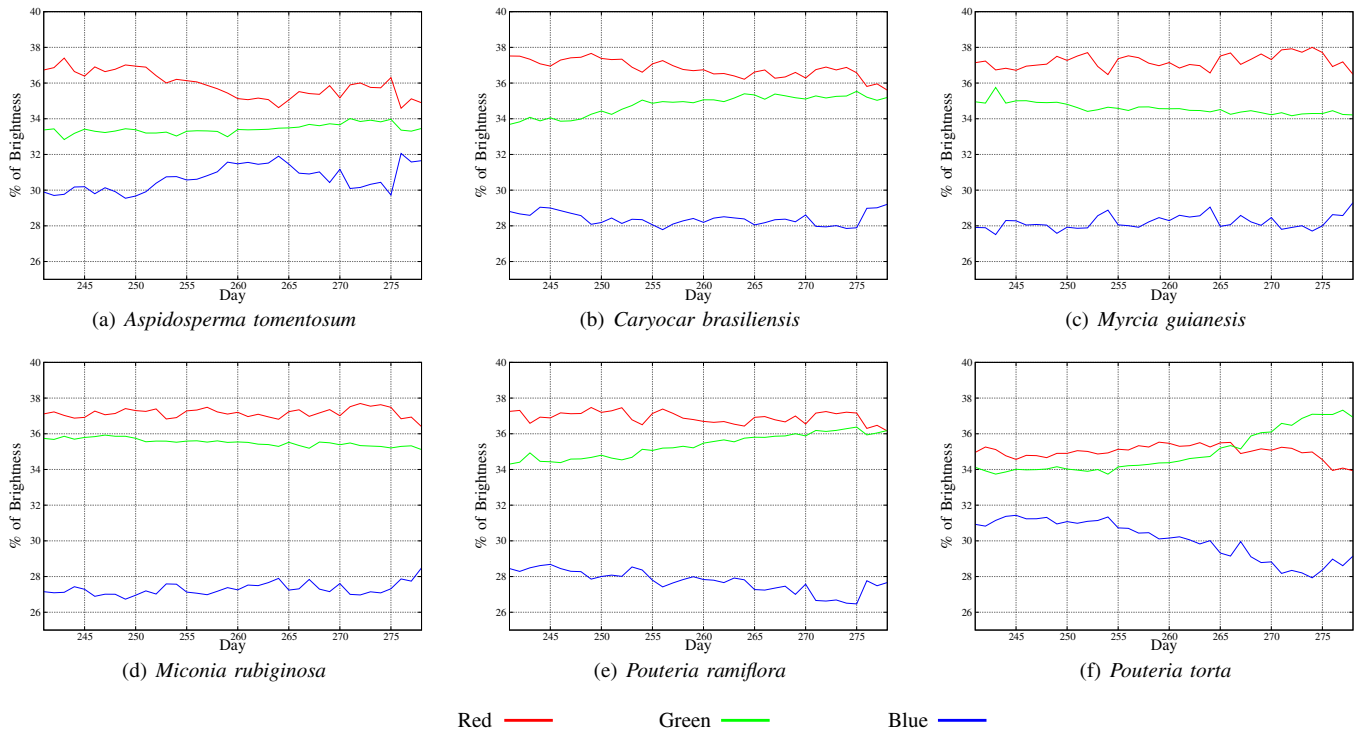 40
38
36
34
32
30
28
26
% of Brightness
245 250 255 260 265 270 275
Day
(a) Aspidosperma tomentosum
40
38
36
34
32
30
28
26
% of Brightness
245 250 255 260 265 270 275
Day
(b) Caryocar brasiliensis
40
38
36
34
32
30
28
26
% of Brightness
245 250 255 260 265 270 275
Day
(c) Myrcia guianesis
40
38
36
34
32
30
28
26
% of Brightness
245 250 255 260 265 270 275
Day
(d) Miconia rubiginosa
40
38
36
34
32
30
28
26
% of Brightness
245 250 255 260 265 270 275
Day
(e) Pouteria ramiflora
40
38
36
34
32
30
28
26
% of Brightness
245 250 255 260 265 270 275
Day
(f) Pouteria torta
Red Green Blue